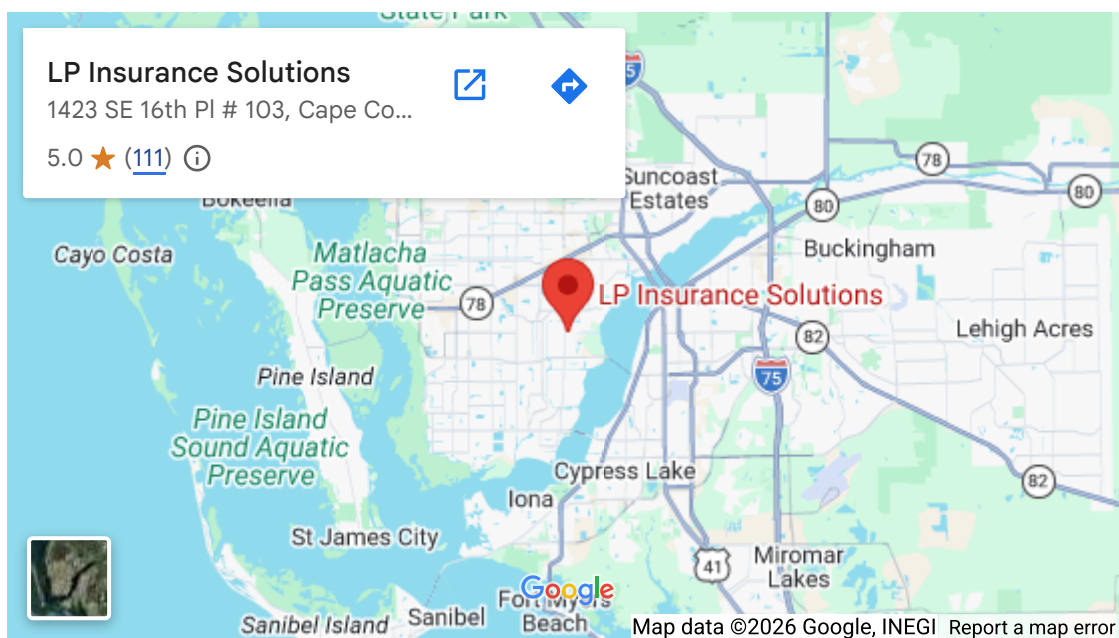 State Park
LP Insurance Solutions
1423 SE 16th Pl # 103, Cape Co...
5.0 (111)
5
78
Suncoast
Estates
80
80
Bokeelia
Buckingham
Cayo Costa
Matlacha
Pass Aquatic
Preserve
78
LP Insurance Solutions
82
Lehigh Acres
Pine Island
75
Pine Island
Sound Aquatic
Preserve
Cypress Lake
82
Iona
St James City
41
Miromar
Lakes
Google
Fort Myers
Beach
Sanibel
Sanibel Island
Map data ©2026 Google, INEGI
Report a map error